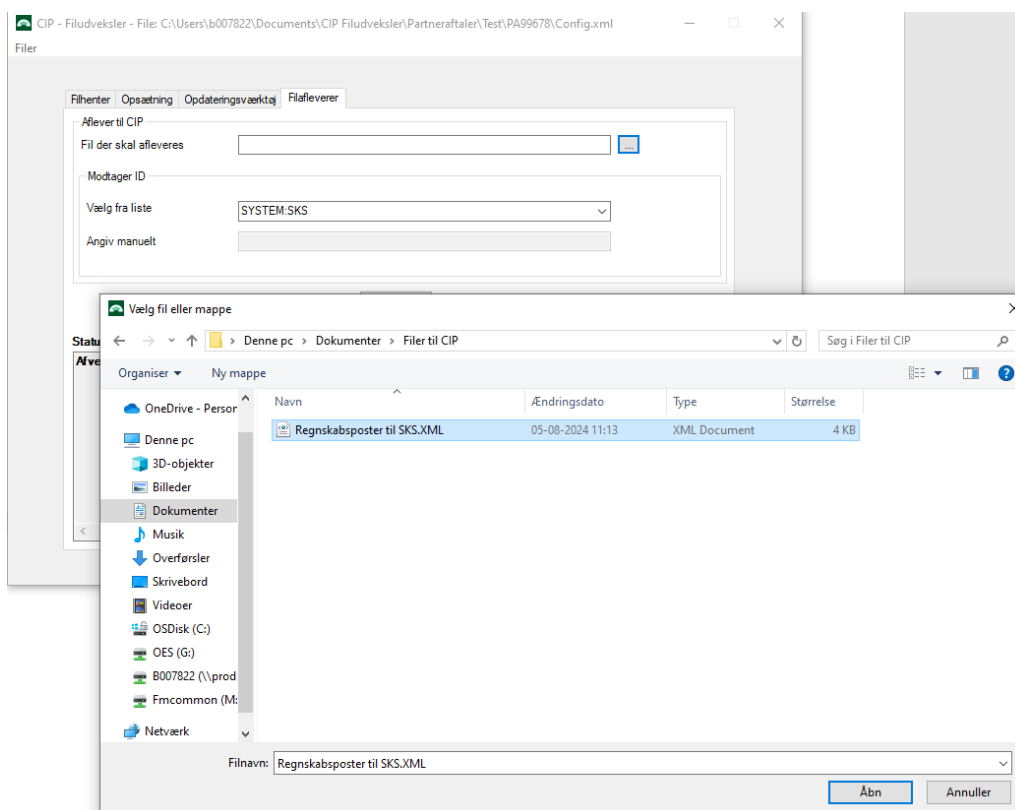 CIP - Filudveksler - File: C:\Users\b007822\Documents\CIP Filudveksler\Partneraftaler\Test\PA99678\Config.xml
Filer
Filhenter Opsætning Opdateringsværktøj Filafleverer
Aflever til CIP
Fil der skal afleveres
...
Modtager ID
Vælg fra liste SYSTEM:SKS
Angiv manuelt
Vælg fil eller mappe
Statu
Afve
Denne pc > Dokumenter > Filer til CIP
Søg i Filer til CIP
Organiser Ny mappe
Navn Ændringsdato Type Størrelse
Regnskabsposter til SKS.XML 05-08-2024 11:13 XML Document 4 KB
OneDrive - Person
Denne pc
3D-objekter
Billeder
Dokumenter
Musik
Overførsler
Skrivebord
Videoer
OSDisk (C:)
OES (G:)
B007822 (\\prod
Fmcommon (M:
Netværk
Filnavn: Regnskabsposter til SKS.XML
Åbn Annuller